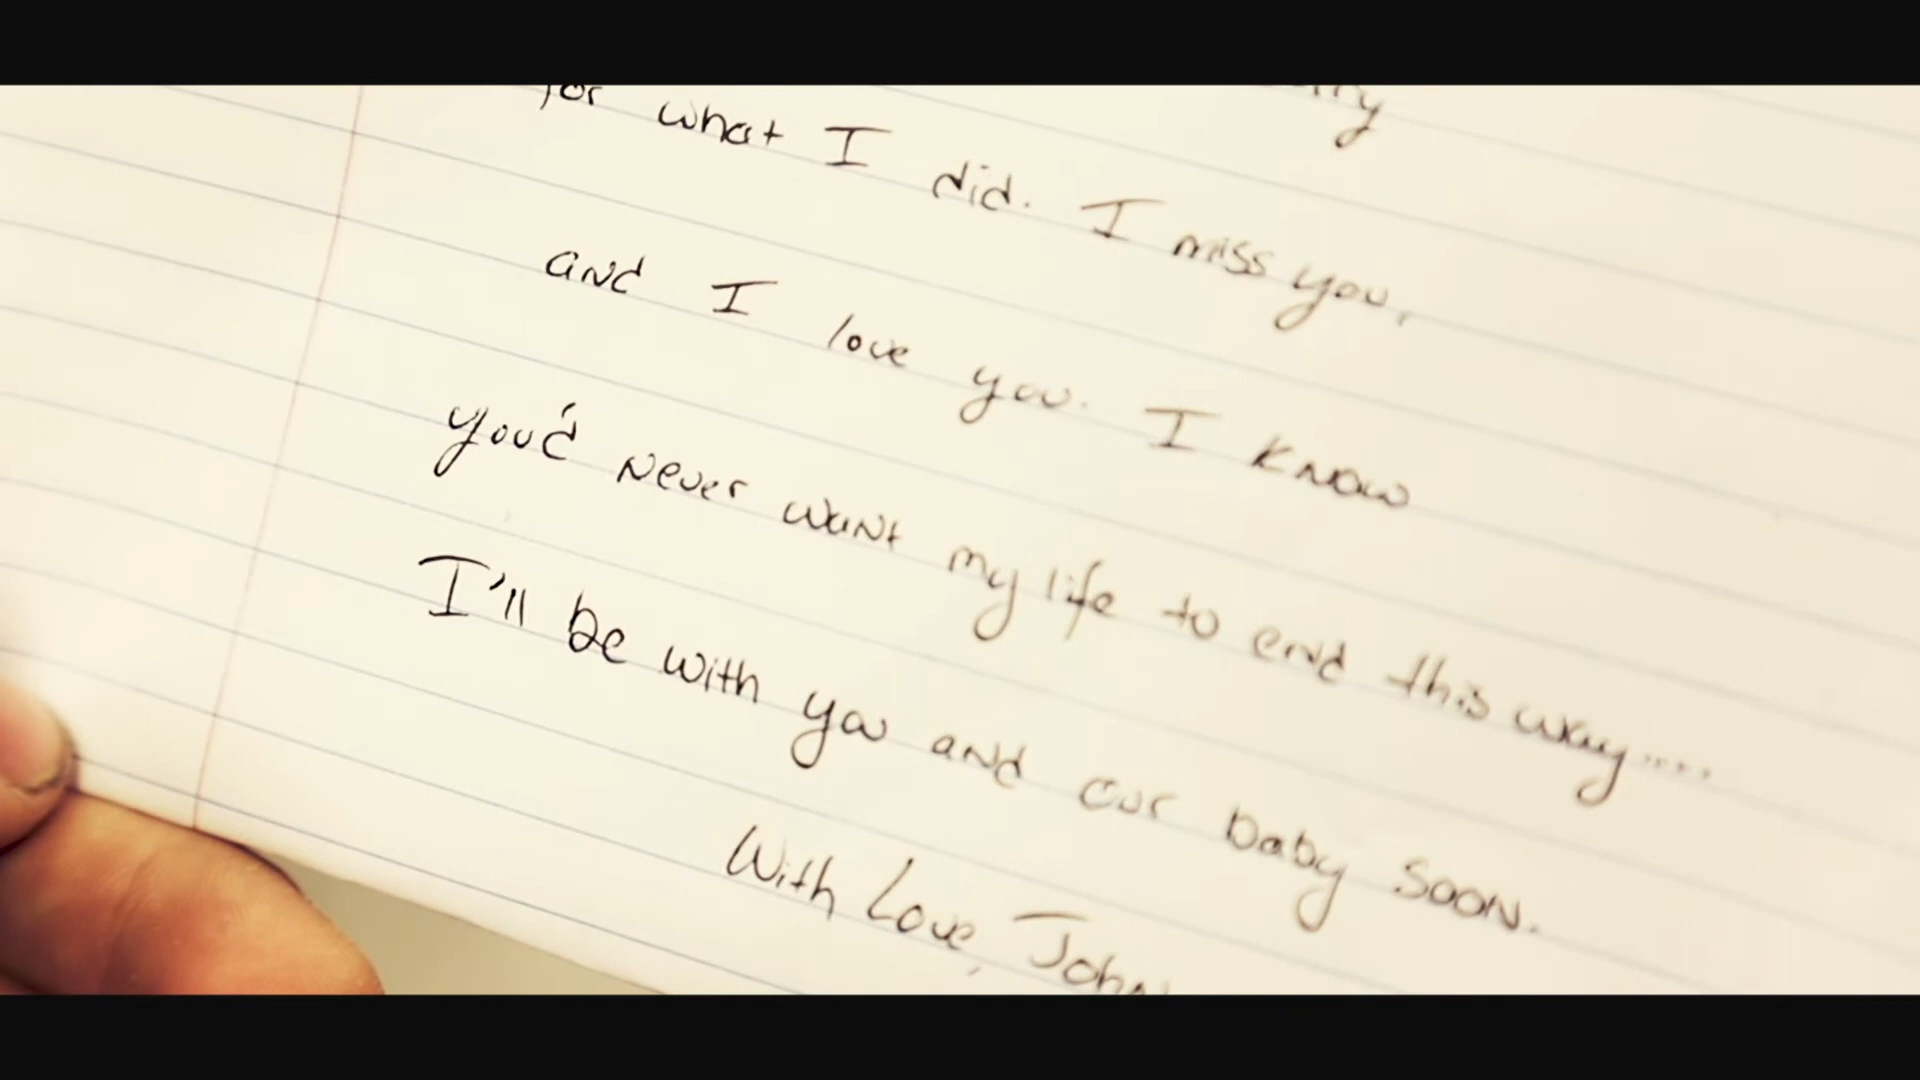 for what I did. I miss you,
and I love you. I know
you'd never want my life to end this way....
I'll be with you and our baby soon.
With Love, John